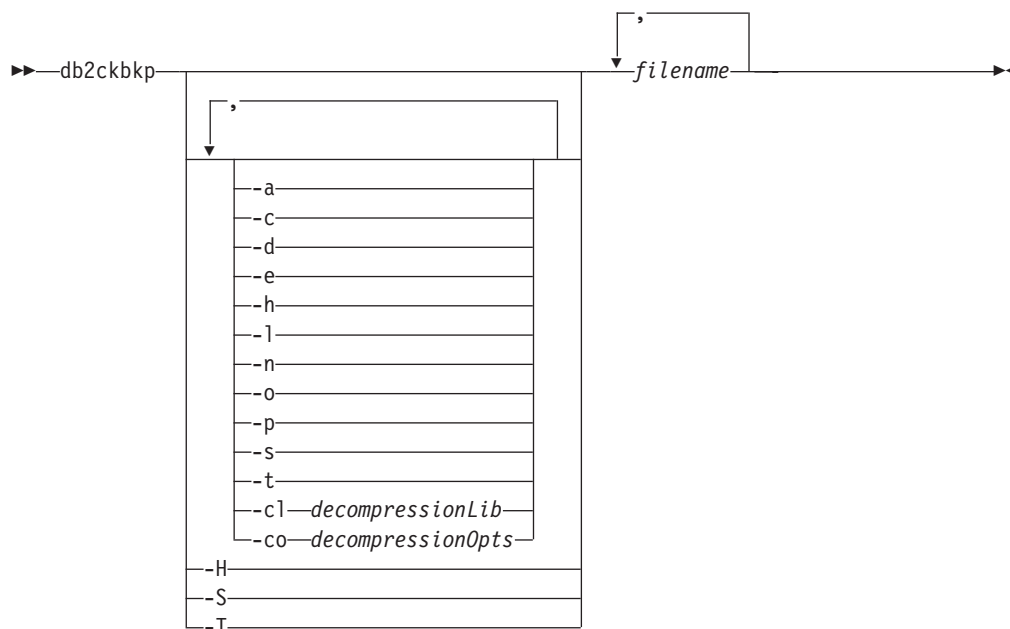 ,
db2ckbkp filename
,
-a
-c
-d
-e
-h
-l
-n
-o
-p
-s
-t
-cl decompressionLib
-co decompressionOpts
-H
-S
-T